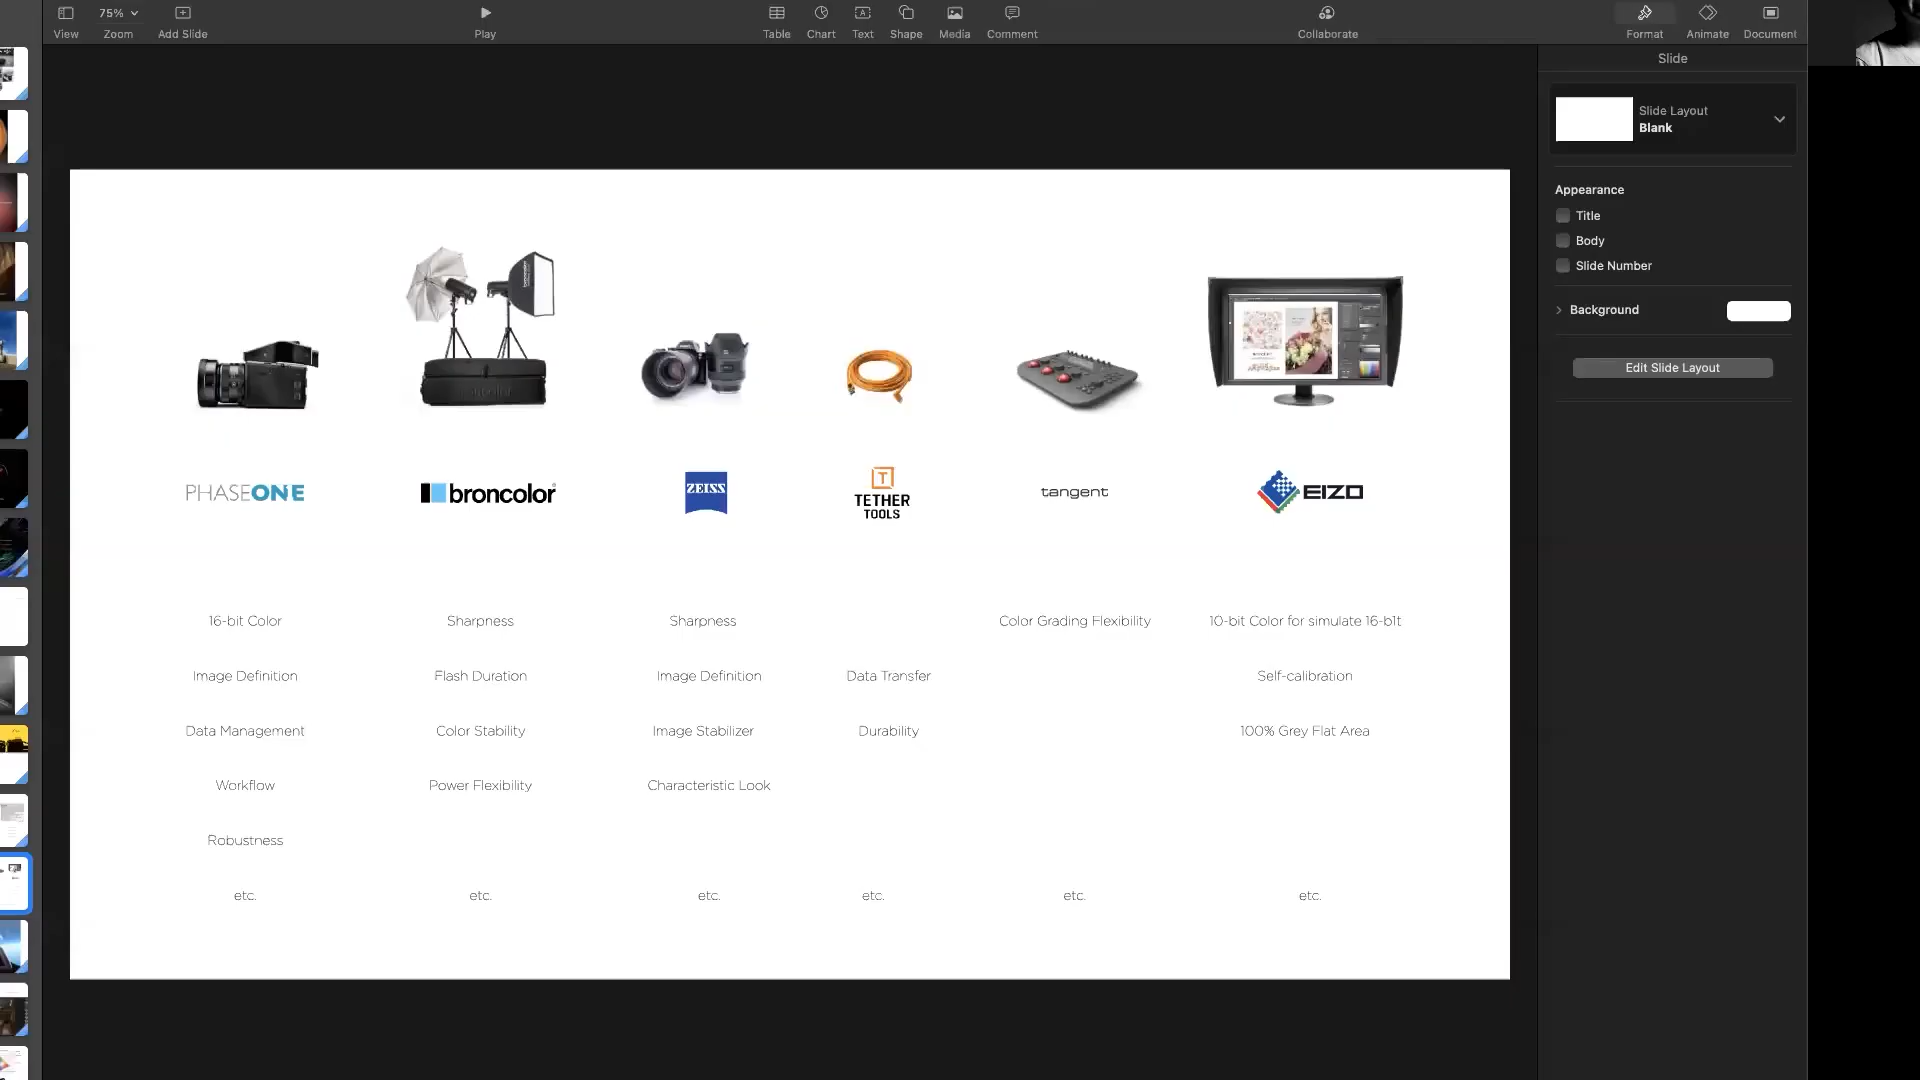 75%
View
Zoom
Add Slide
Play
Table
Chart
Text
Shape
Media
Comment
Collaborate
Format
Animate
Document
Slide
Slide Layout
Blank
Appearance
Title
Body
Slide Number
Background
Edit Slide Layout
PHASEONE
broncolor
ZEISS
TETHER
TOOLS
tangent
EIZO
16-bit Color
Sharpness
Sharpness
Color Grading Flexibility
10-bit Color for simulate 16-b1t
Image Definition
Flash Duration
Image Definition
Data Transfer
Self-calibration
Data Management
Color Stability
Image Stabilizer
Durability
100% Grey Flat Area
Workflow
Power Flexibility
Characteristic Look
Robustness
etc.
etc.
etc.
etc.
etc.
etc.